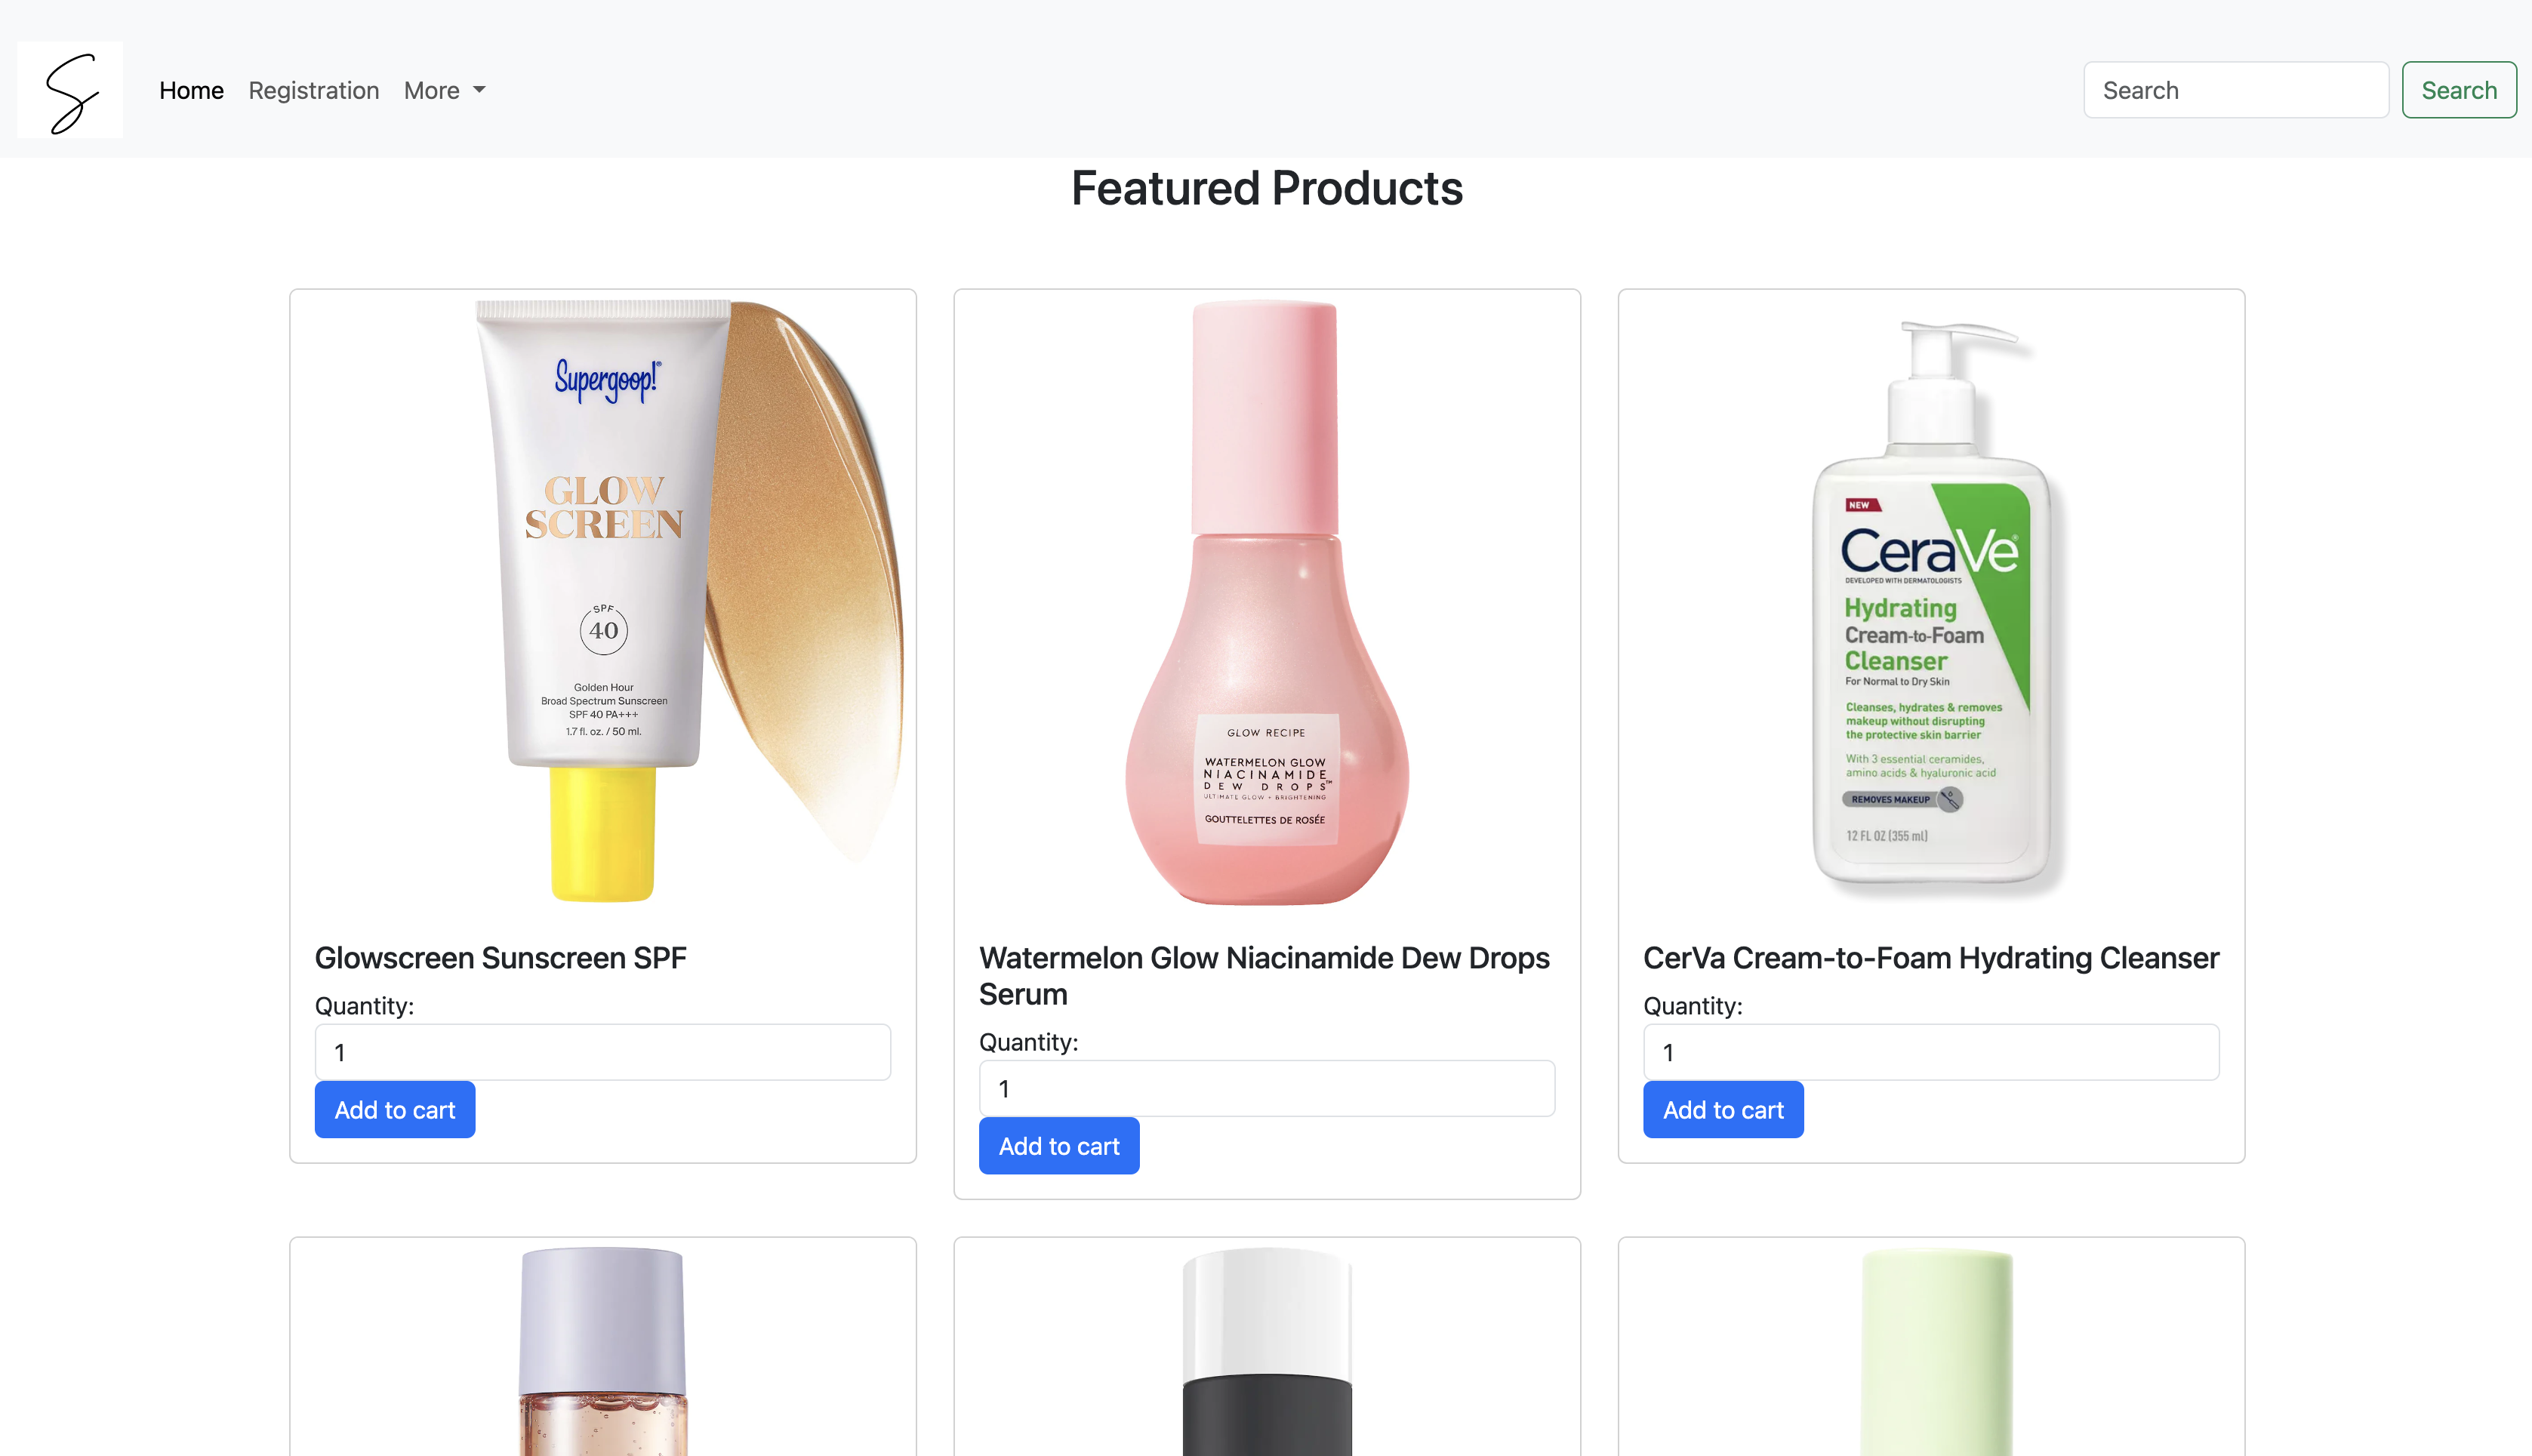 Home Registration More Search Search
Featured Products
Supergoop!®
GLOW
SCREEN
SPF
40
Golden Hour
Broad Spectrum Sunscreen
SPF 40 PA+++
1.7 fl. oz. / 50 ml.
Glowscreen Sunscreen SPF
Quantity:
1
Add to cart
GLOW RECIPE
WATERMELON GLOW
NIACINAMIDE
DEW DROPS™
ULTIMATE GLOW + BRIGHTENING
GOUTTELETTES DE ROSÉE
Watermelon Glow Niacinamide Dew Drops
Serum
Quantity:
1
Add to cart
NEW
CeraVe®
DEVELOPED WITH DERMATOLOGISTS
Hydrating
Cream-to-Foam
Cleanser
For Normal to Dry Skin
Cleanses, hydrates & removes
makeup without disrupting
the protective skin barrier
With 3 essential ceramides,
amino acids & hyaluronic acid
REMOVES MAKEUP
12 FL OZ (355 ml)
CerVa Cream-to-Foam Hydrating Cleanser
Quantity:
1
Add to cart